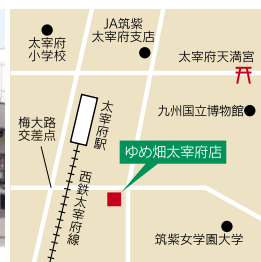 JA筑紫
太宰府支店
太宰府
小学校
太宰府天満宮
太宰府駅
九州国立博物館
梅大路
交差点
ゆめ畑太宰府店
西鉄太宰府線
筑紫女学園大学